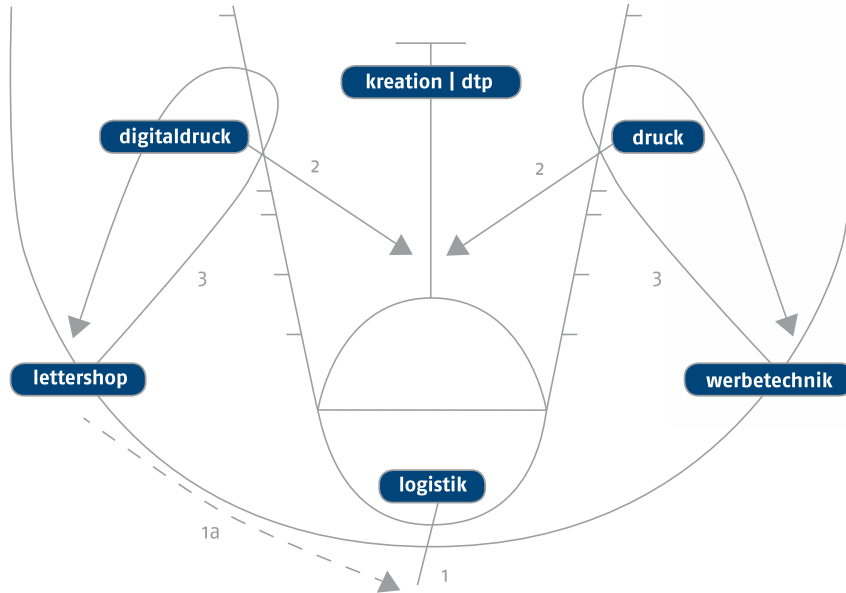 kreation | dtp
digitaldruck
druck
2
2
3
3
lettershop
werbetechnik
logistik
1a
1